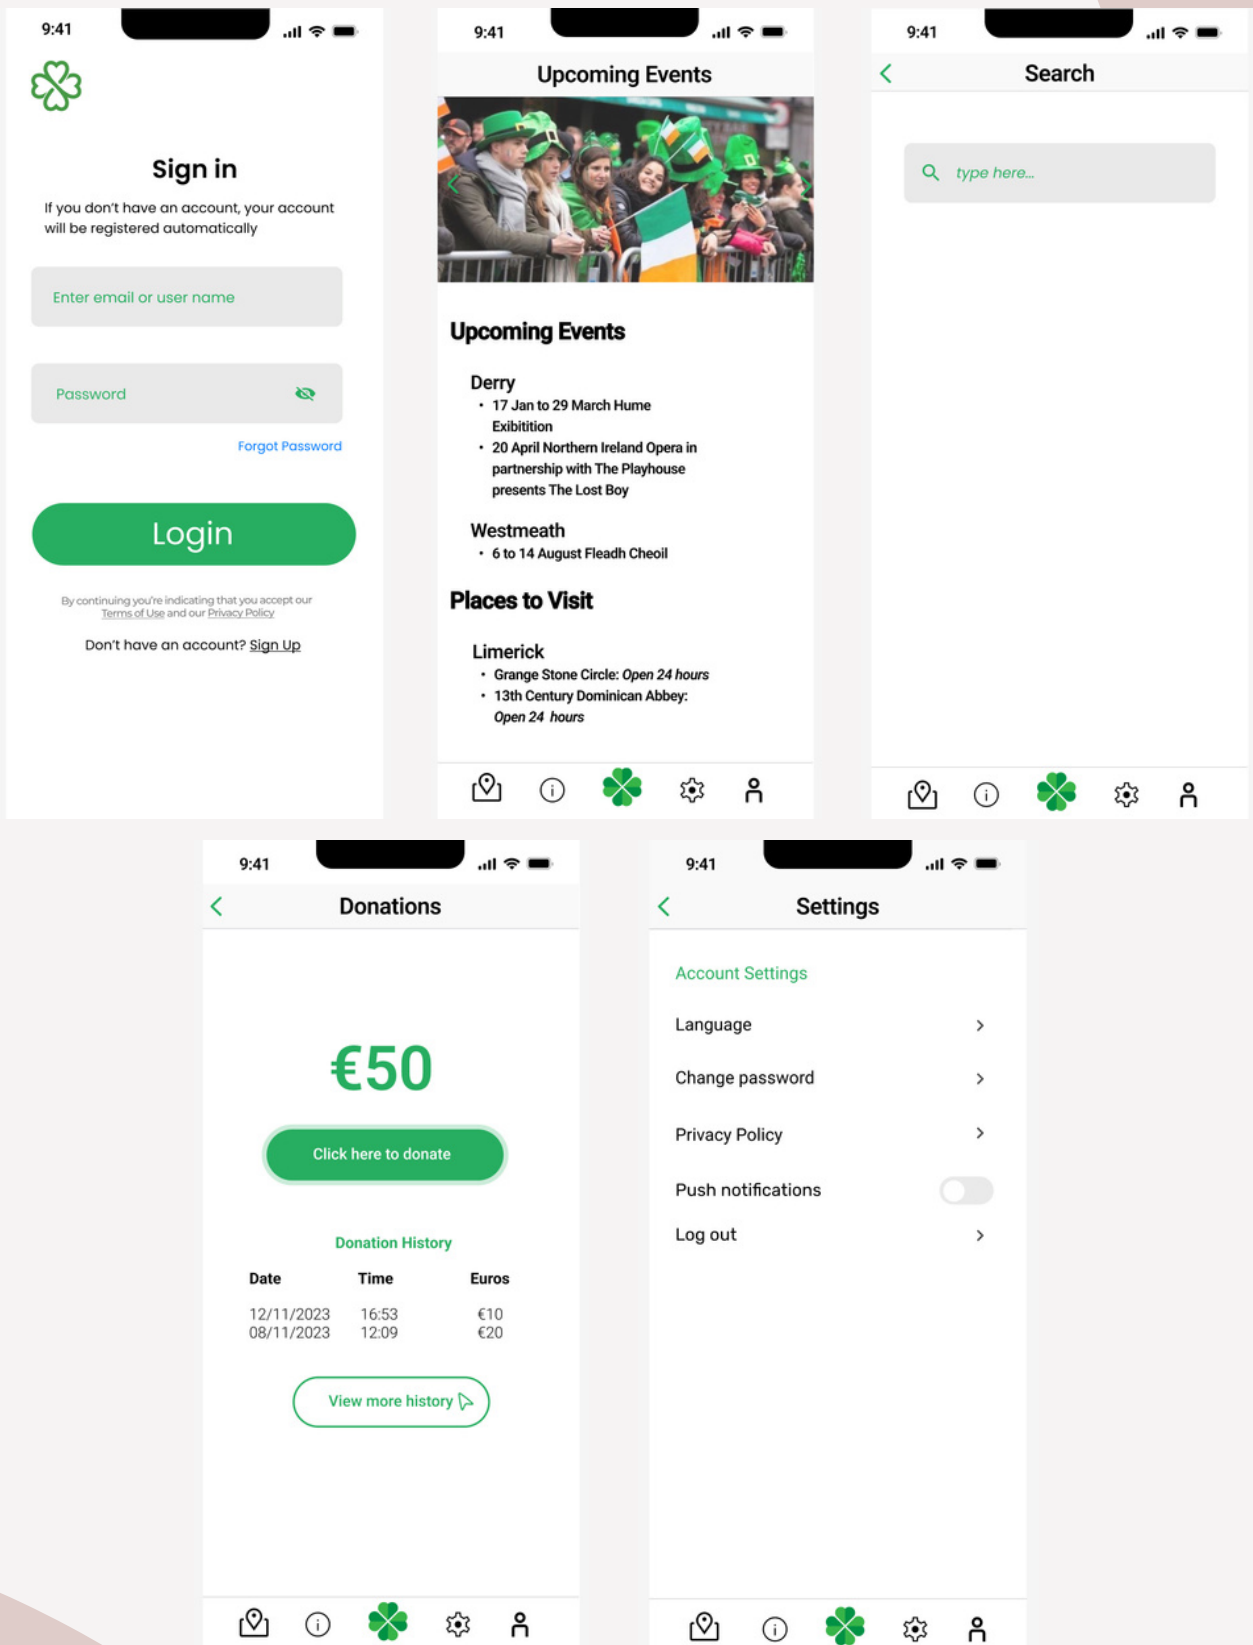 9:41
Sign in
If you don't have an account, your account
will be registered automatically
Enter email or user name
Password
Forgot Password
Login
By continuing you're indicating that you accept our
Terms of Use and our Privacy Policy
Don't have an account? Sign Up
9:41
Upcoming Events
Upcoming Events
Derry
• 17 Jan to 29 March Hume
Exibitition
• 20 April Northern Ireland Opera in
partnership with The Playhouse
presents The Lost Boy
Westmeath
• 6 to 14 August Fleadh Cheoil
Places to Visit
Limerick
• Grange Stone Circle: Open 24 hours
• 13th Century Dominican Abbey:
Open 24 hours
9:41
Search
type here...
9:41
Donations
€50
Click here to donate
Donation History
Date Time Euros
12/11/2023 16:53 €10
08/11/2023 12:09 €20
View more history
9:41
Settings
Account Settings
Language
Change password
Privacy Policy
Push notifications
Log out